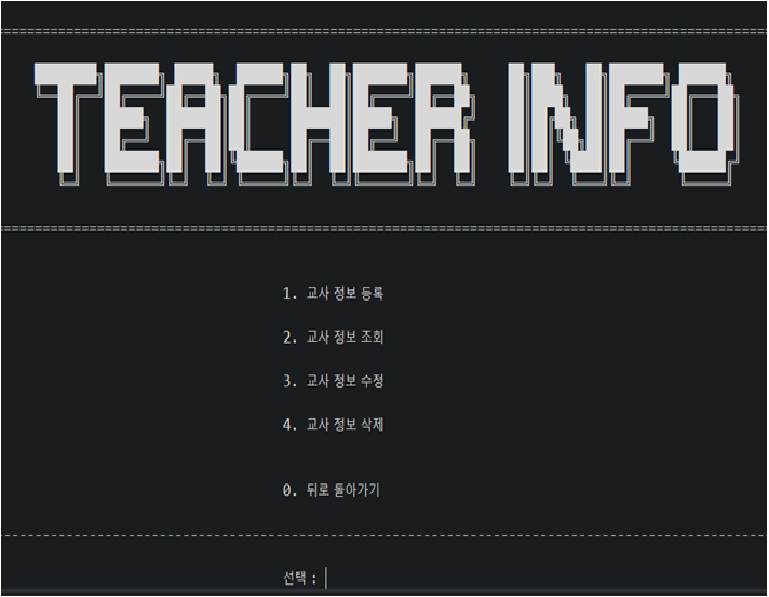 TEACHER INFO
1. 교사 정보 등록
2. 교사 정보 조회
3. 교사 정보 수정
4. 교사 정보 삭제
0. 뒤로 돌아가기
선택 :